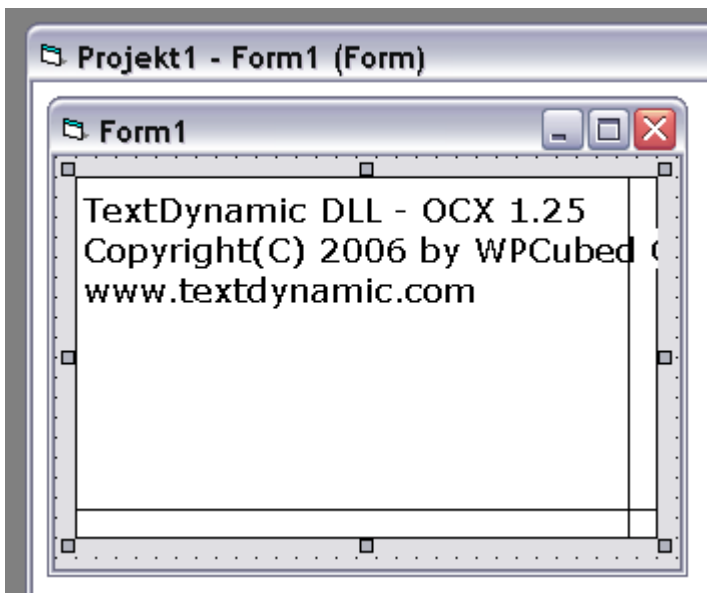 Projekt1 - Form1 (Form)
Form1
TextDynamic DLL - OCX 1.25
Copyright(C) 2006 by WPCubed
www.textdynamic.com